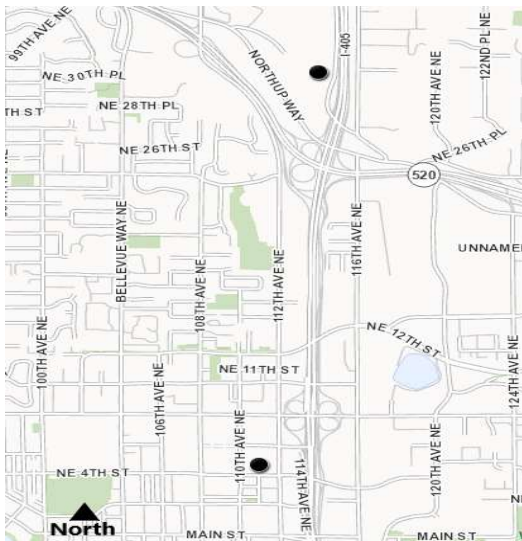 99TH AVE NE
NE 30TH PL
TH ST
NE 28TH PL
NE 26TH ST
NORTHUP WAY
I-405
120TH AVE NE
122ND PL NE
NE 26TH PL
520
UNNAME
BELLEVUE WAY NE
108TH AVE NE
112TH AVE NE
116TH AVE NE
NE 12TH ST
100TH AVE NE
106TH AVE NE
NE 11TH ST
124TH AVE NE
110TH AVE NE
NE 4TH ST
114TH AVE NE
120TH AVE NE
NE
North
MAIN ST
MAIN ST